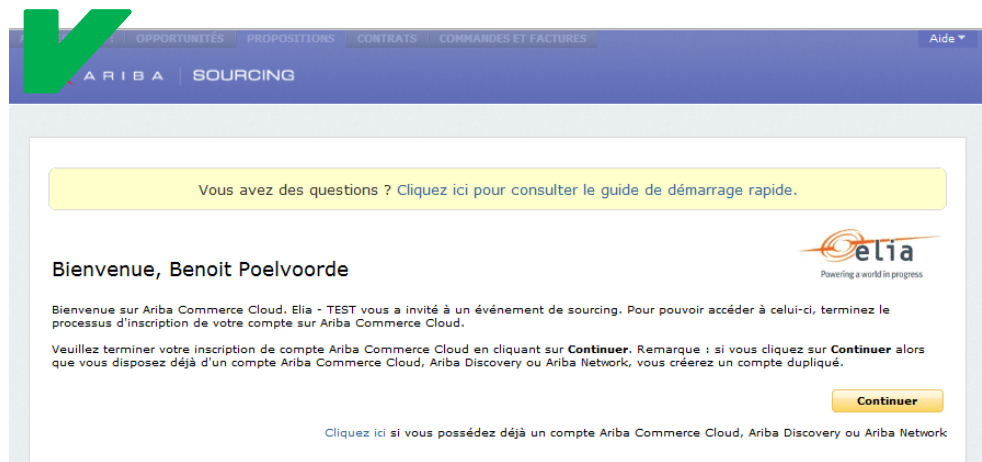 OPPORTUNITÉS PROPOSITIONS CONTRATS COMMANDES ET FACTURES Aide
ARIBA SOURCING
Vous avez des questions ? Cliquez ici pour consulter le guide de démarrage rapide.
elia
Powering a world in progress
Bienvenue, Benoit Poelvoorde
Bienvenue sur Ariba Commerce Cloud. Elia - TEST vous a invité à un événement de sourcing. Pour pouvoir accéder à celui-ci, terminez le
processus d'inscription de votre compte sur Ariba Commerce Cloud.
Veuillez terminer votre inscription de compte Ariba Commerce Cloud en cliquant sur Continuer. Remarque : si vous cliquez sur Continuer alors
que vous disposez déjà d'un compte Ariba Commerce Cloud, Ariba Discovery ou Ariba Network, vous créerez un compte dupliqué.
Continuer
Cliquez ici si vous possédez déjà un compte Ariba Commerce Cloud, Ariba Discovery ou Ariba Network